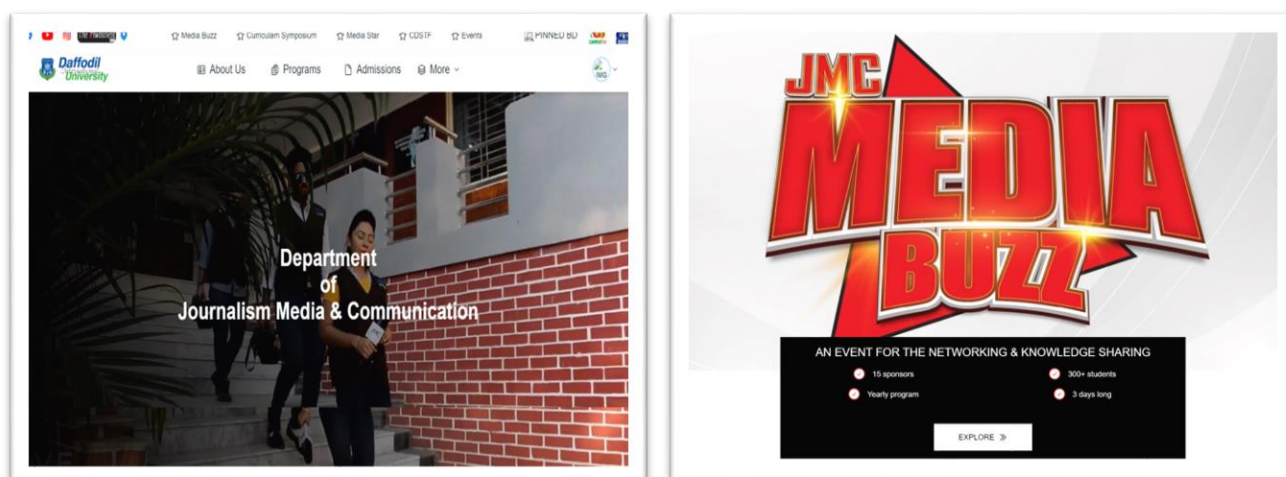 Media Buzz
Curriculam Symposium
Media Star
CDSTF
Events
PINNED BD
Daffodil
University
About Us
Programs
Admissions
More
Department
of
Journalism Media & Communication
JMC
MEDIA
BUZZ
AN EVENT FOR THE NETWORKING & KNOWLEDGE SHARING
15 sponsors
300+ students
Yearly program
3 days long
EXPLORE »